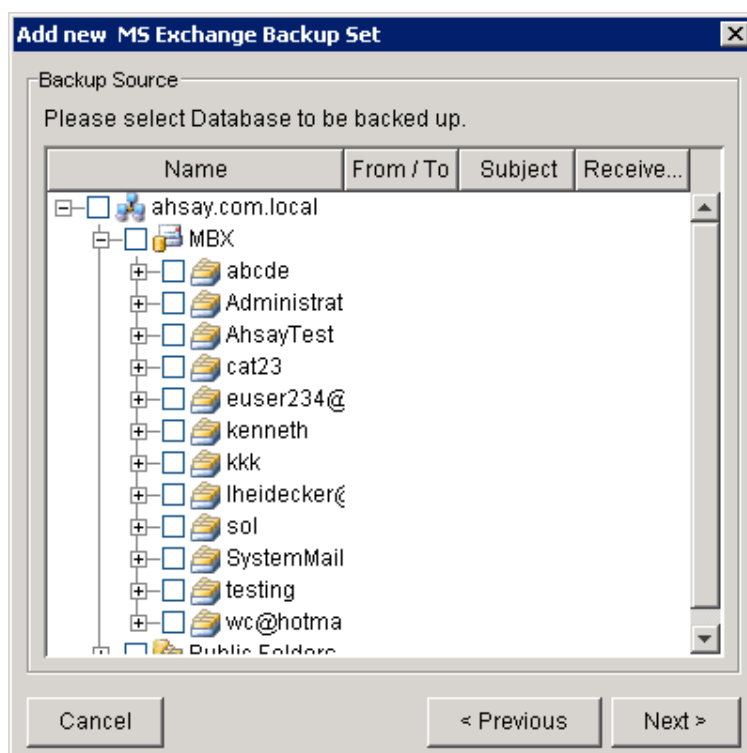 Add new MS Exchange Backup Set
Backup Source
Please select Database to be backed up.
Name From / To Subject Receive...
ahsay.com.local
MBX
abcde
Administrat
AhsayTest
cat23
euser234@
kenneth
kkk
lheidecker@
sol
SystemMail
testing
wc@hotma
Public Folders
Cancel < Previous Next >